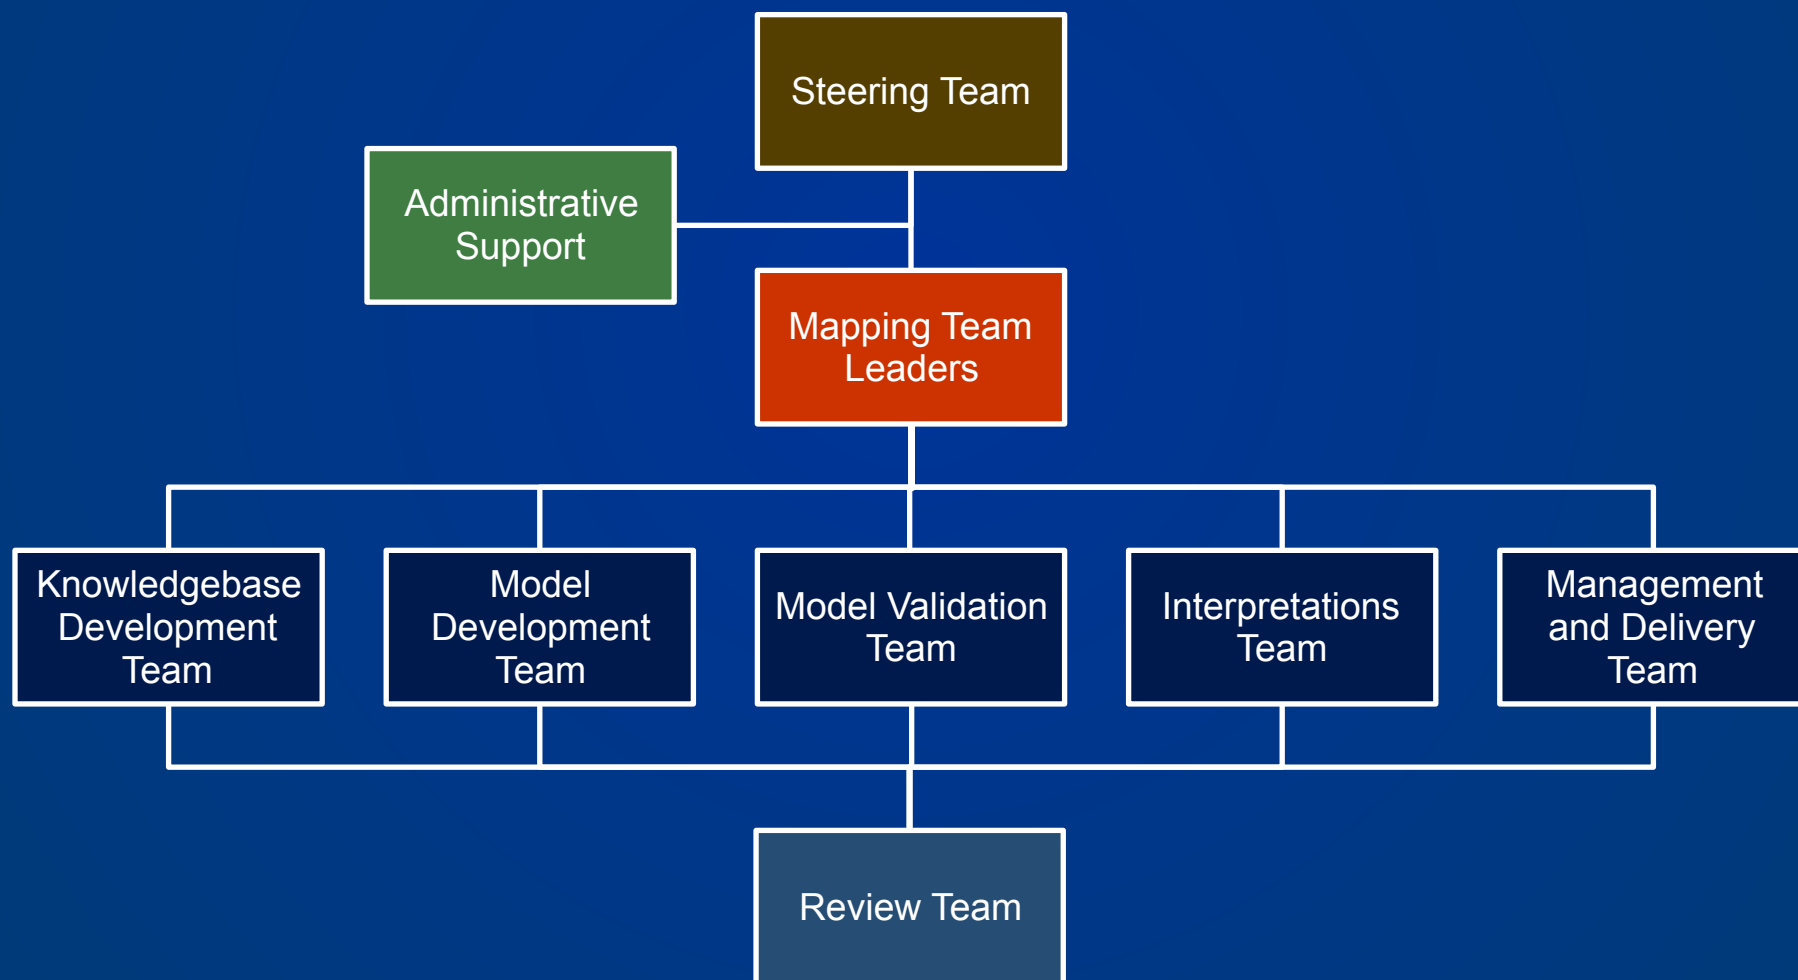 Steering Team
Administrative
Support
Mapping Team
Leaders
Knowledgebase
Development
Team
Model
Development
Team
Model Validation
Team
Interpretations
Team
Management
and Delivery
Team
Review Team